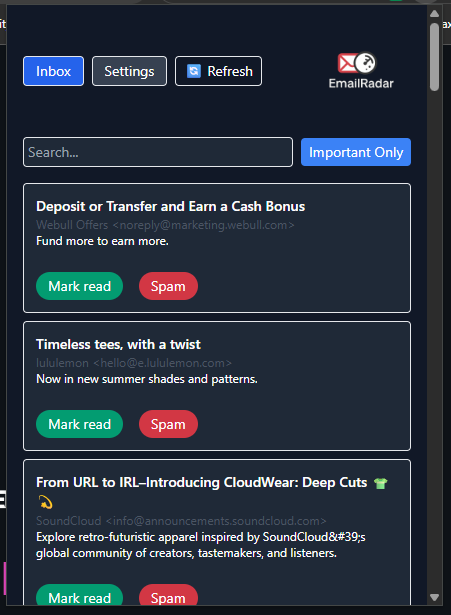 Inbox Settings Refresh
EmailRadar
Search... Important Only
Deposit or Transfer and Earn a Cash Bonus
Webull Offers <noreply@marketing.webull.com>
Fund more to earn more.
Mark read Spam
Timeless tees, with a twist
lululemon <hello@e.lululemon.com>
Now in new summer shades and patterns.
Mark read Spam
From URL to IRL–Introducing CloudWear: Deep Cuts 👕
💫
SoundCloud <info@announcements.soundcloud.com>
Explore retro-futuristic apparel inspired by SoundCloud&#39;s
global community of creators, tastemakers, and listeners.
Mark read Spam